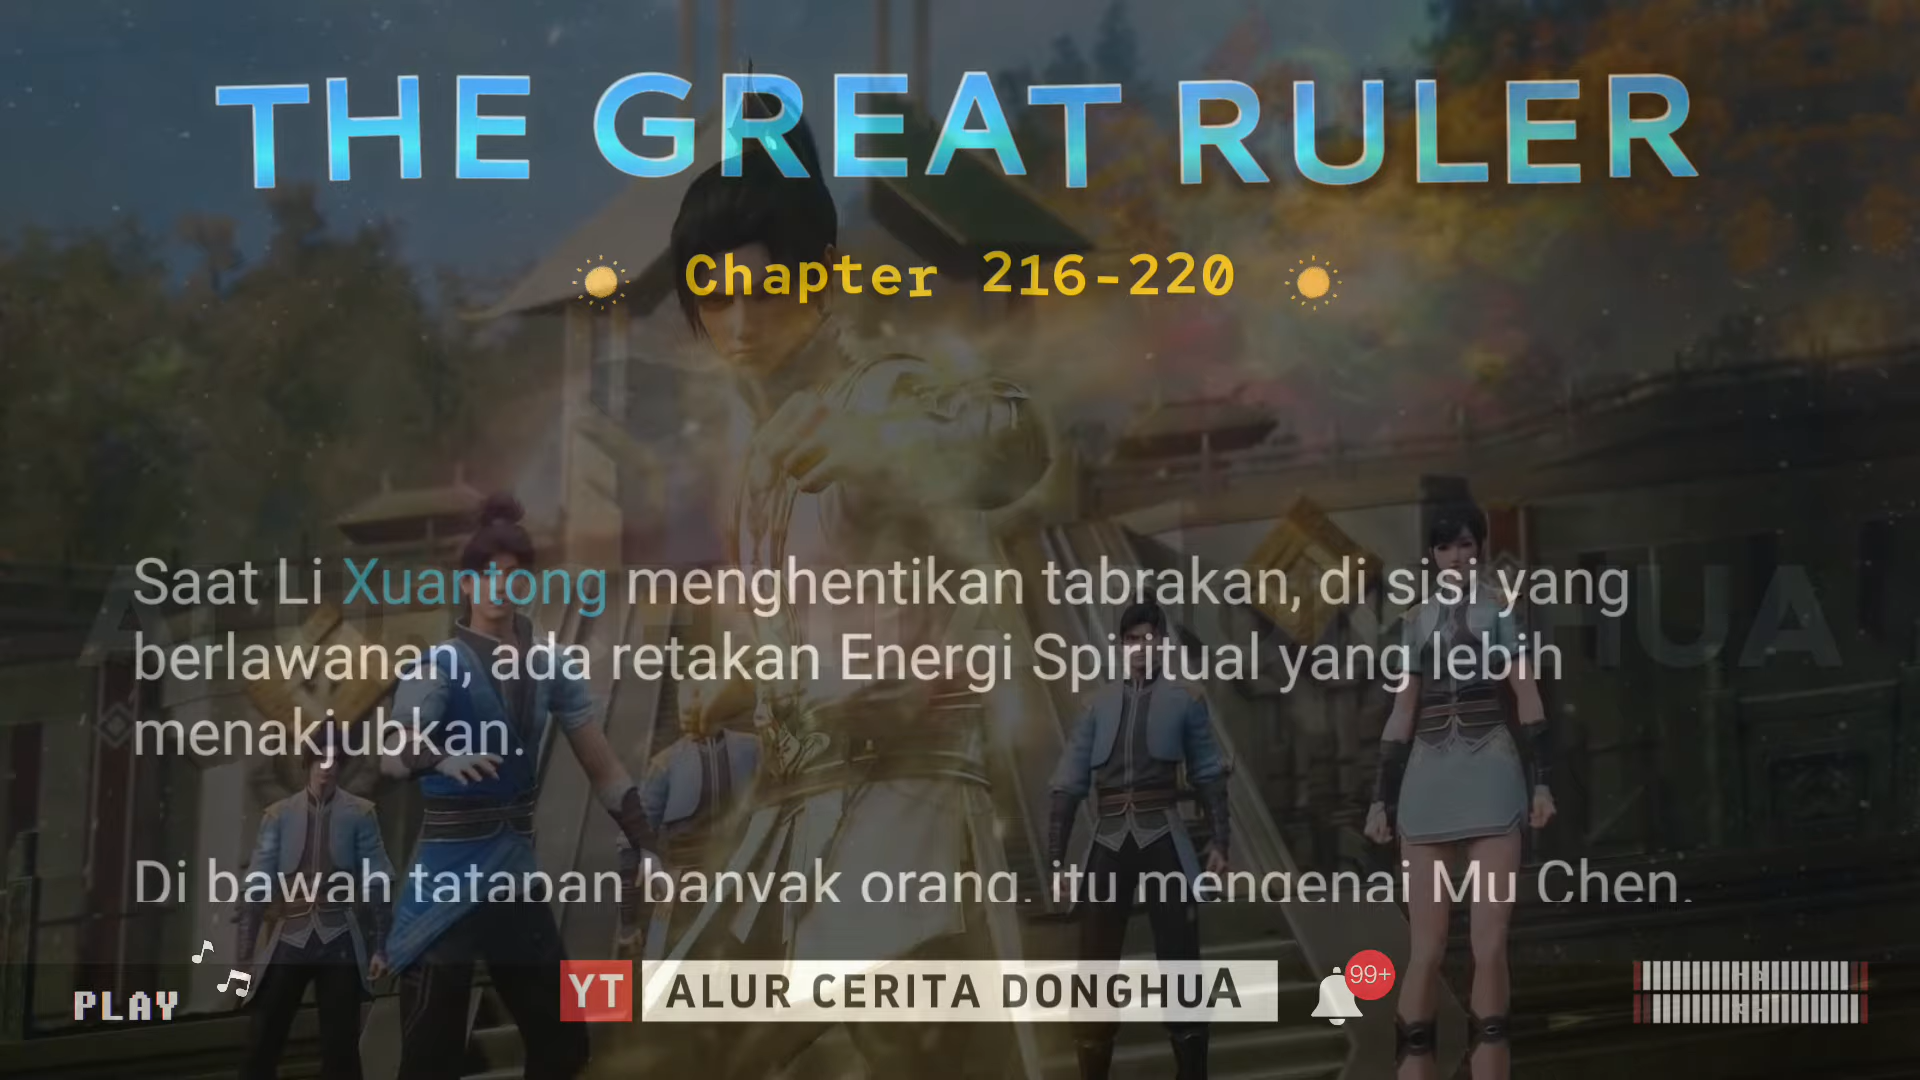 THE GREAT RULER
Chapter 216-220
Saat Li Xuantong menghentikan tabrakan, di sisi yang
berlawanan, ada retakan Energi Spiritual yang lebih
menakjubkan.
Di bawah tatapan banyak orang, itu mengenai Mu Chen.
PLAY
YT ALUR CERITA DONGHUA
99+